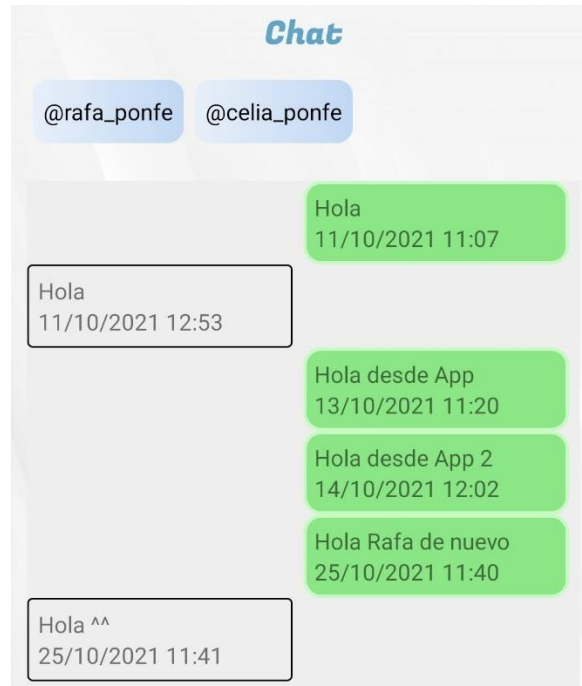 Chat
@rafa_ponfe @celia_ponfe
Hola
11/10/2021 11:07
Hola
11/10/2021 12:53
Hola desde App
13/10/2021 11:20
Hola desde App 2
14/10/2021 12:02
Hola Rafa de nuevo
25/10/2021 11:40
Hola ^^
25/10/2021 11:41